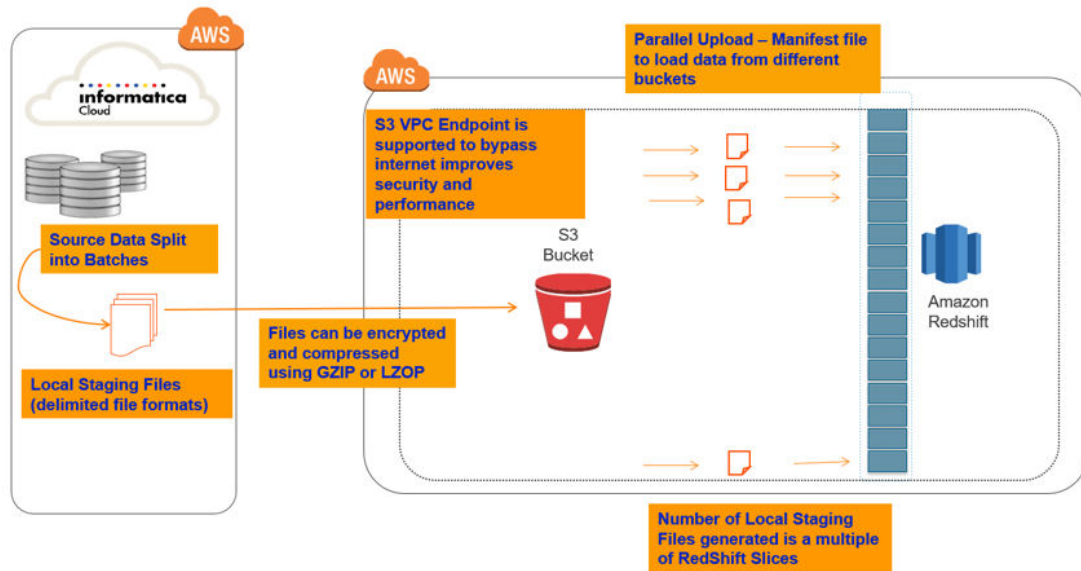 AWS
informatica
Cloud
Source Data Split
into Batches
Local Staging Files
(delimited file formats)
Files can be encrypted
and compressed
using GZIP or LZOP
AWS
S3 VPC Endpoint is
supported to bypass
internet improves
security and
performance
S3
Bucket
Parallel Upload – Manifest file
to load data from different
buckets
Amazon
Redshift
Number of Local Staging
Files generated is a multiple
of RedShift Slices